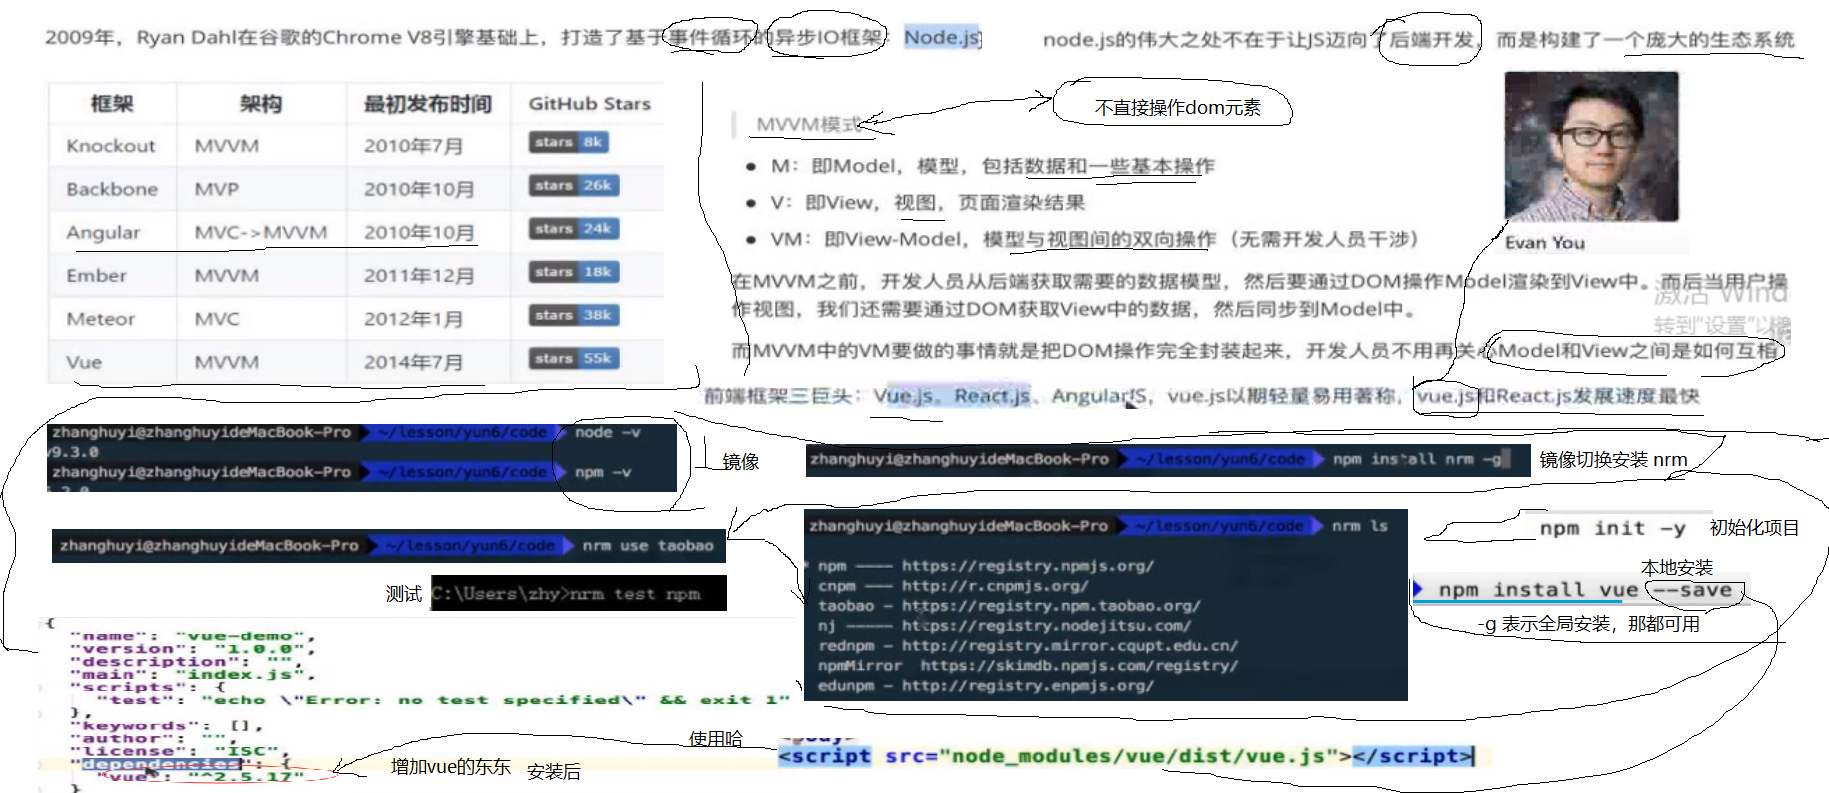 2009年，Ryan Dahl在谷歌的Chrome V8引擎基础上，打造了基于事件循环的异步IO框架：Node.js
node.js的伟大之处不在于让JS迈向了后端开发，而是构建了一个庞大的生态系统
框架 架构 最初发布时间 GitHub Stars
Knockout MVVM 2010年7月 stars 8k
Backbone MVP 2010年10月 stars 26k
Angular MVC->MVVM 2010年10月 stars 24k
Ember MVVM 2011年12月 stars 18k
Meteor MVC 2012年1月 stars 38k
Vue MVVM 2014年7月 stars 55k
MVVM模式
不直接操作dom元素
• M：即Model，模型，包括数据和一些基本操作
• V：即View，视图，页面渲染结果
• VM：即View-Model，模型与视图间的双向操作（无需开发人员干涉）
Evan You
在MVVM之前，开发人员从后端获取需要的数据模型，然后要通过DOM操作Model渲染到View中。而后当用户操
作视图，我们还需要通过DOM获取View中的数据，然后同步到Model中。
激活 Wind
转到“设置”以
而MVVM中的VM要做的事情就是把DOM操作完全封装起来，开发人员不用再关心Model和View之间是如何互相
前端框架三巨头：Vue.js、React.js、AngularJS，vue.js以期轻量易用著称，vue.js和React.js发展速度最快
zhanghuyi@zhanghuyideMacBook-Pro ~/lesson/yun6/code node -v
v9.3.0
zhanghuyi@zhanghuyideMacBook-Pro ~/lesson/yun6/code npm -v
镜像
zhanghuyi@zhanghuyideMacBook-Pro ~/lesson/yun6/code npm install nrm -g
镜像切换安装 nrm
zhanghuyi@zhanghuyideMacBook-Pro ~/lesson/yun6/code nrm use taobao
测试 C:\Users\zhy>nrm test npm
zhanghuyi@zhanghuyideMacBook-Pro ~/lesson/yun6/code nrm ls
* npm ---- https://registry.npmjs.org/
cnpm --- http://r.cnpmjs.org/
taobao - https://registry.npm.taobao.org/
nj ----- https://registry.nodejitsu.com/
rednpm - http://registry.mirror.cqupt.edu.cn/
npmMirror https://skimdb.npmjs.com/registry/
edunpm - http://registry.enpmjs.org/
npm init -y 初始化项目
本地安装
npm install vue --save
-g 表示全局安装，那都可用
{
"name": "vue-demo",
"version": "1.0.0",
"description": "",
"main": "index.js",
"scripts": {
"test": "echo \"Error: no test specified\" && exit 1"
},
"keywords": [],
"author": "",
"license": "ISC",
"dependencies": {
"vue": "^2.5.17"
}
增加vue的东东 安装后
使用哈
<script src="node_modules/vue/dist/vue.js"></script>